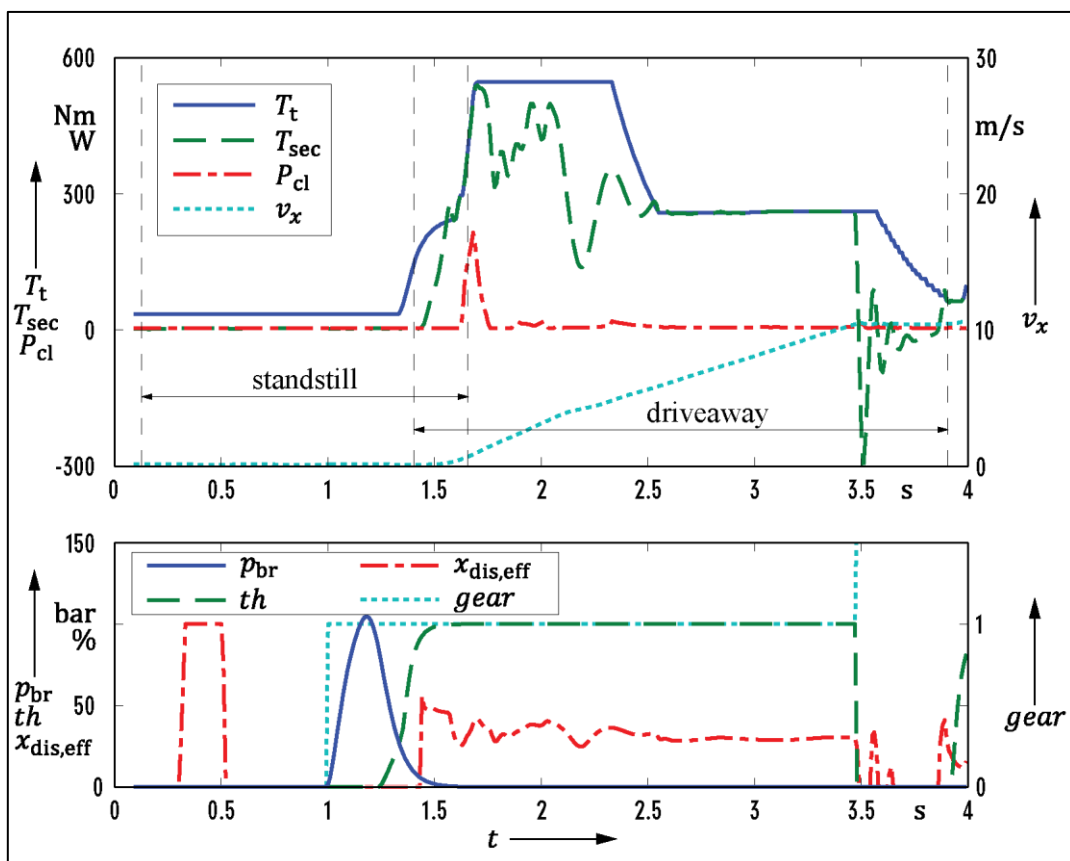 600
30
Nm
W
T_t
T_sec
P_cl
v_x
m/s
300
20
T_t
T_sec
P_cl
0
10
v_x
standstill
driveaway
-300
0
0 0.5 1 1.5 2 2.5 3 3.5 s 4
150
p_br x_dis,eff
th gear
bar
%
1
p_br
th
x_dis,eff
50
gear
0
0
0 0.5 1 1.5 2 2.5 3 3.5 s 4
t